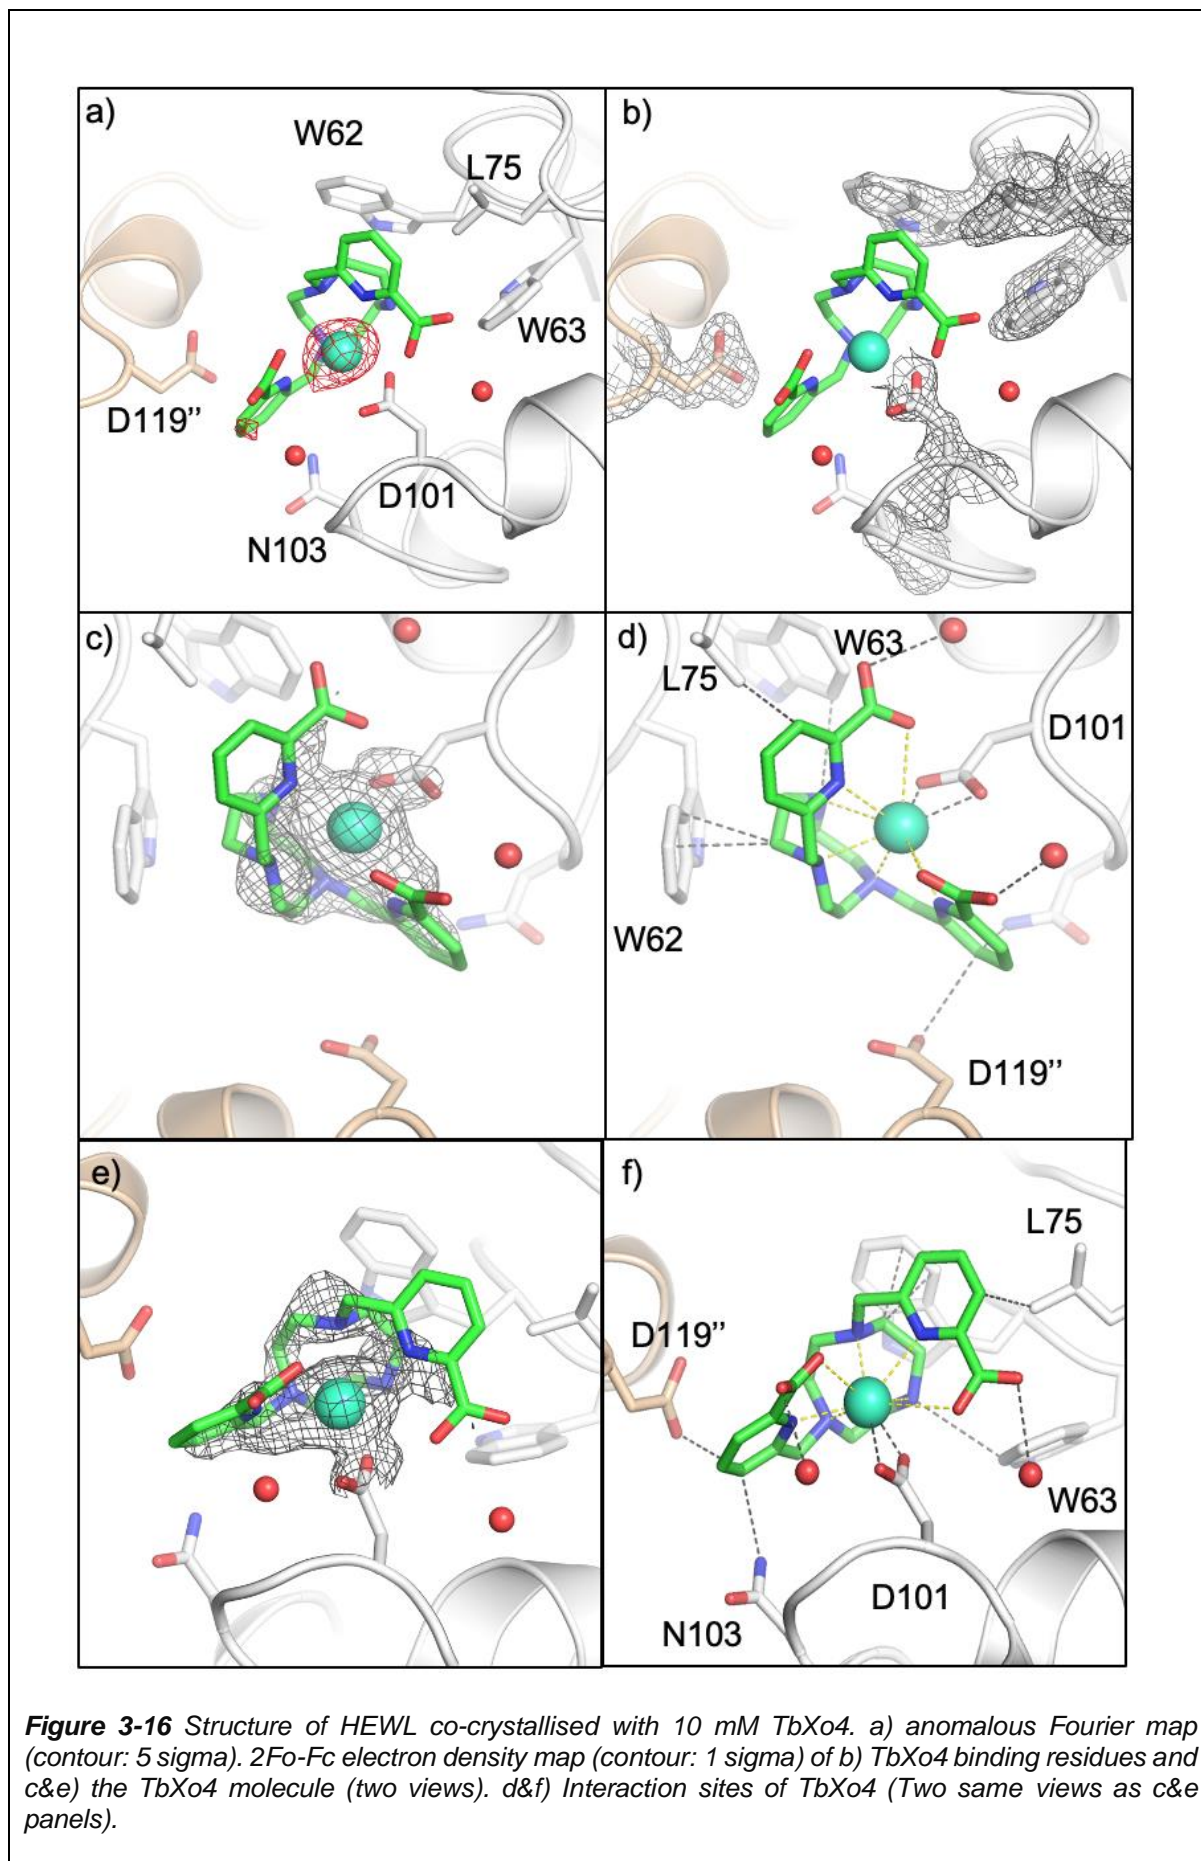 a)
W62
L75
W63
D119’’
D101
N103
b)
c)
d)
W63
L75
D101
W62
D119’’
e)
f)
L75
D119’’
W63
D101
N103
Figure 3-16 Structure of HEWL co-crystallised with 10 mM TbXo4. a) anomalous Fourier map
(contour: 5 sigma). 2Fo-Fc electron density map (contour: 1 sigma) of b) TbXo4 binding residues and
c&e) the TbXo4 molecule (two views). d&f) Interaction sites of TbXo4 (Two same views as c&e
panels).